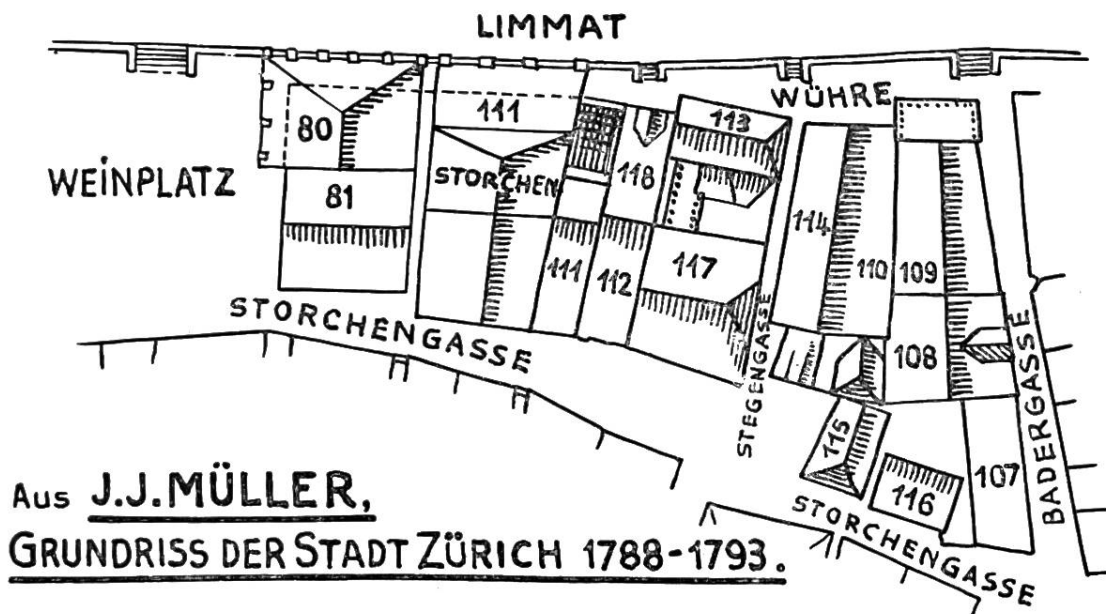 LIMMAT
WÜHRE
80
111
113
WEINPLATZ
STORCHEN
118
81
114
110
109
111
112
117
STORCHENGASSE
STEGENGASSE
108
BADERGASSE
115
116
107
STORCHENGASSE
Aus J.J. MÜLLER,
GRUNDRISS DER STADT ZÜRICH 1788-1793.